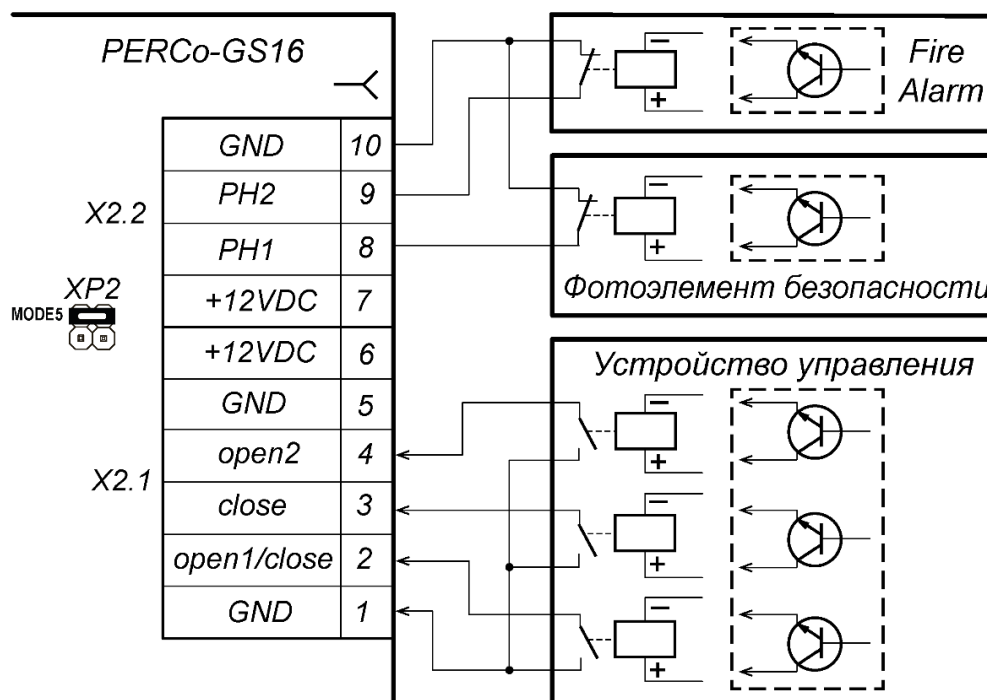 PERCo-GS16
GND 10
PH2 9
X2.2
PH1 8
+12VDC 7
XP2
MODE5
+12VDC 6
GND 5
open2 4
X2.1
close 3
open1/close 2
GND 1
−
+
Fire
Alarm
−
+
Фотоэлемент безопасности
Устройство управления
−
+
−
+
−
+